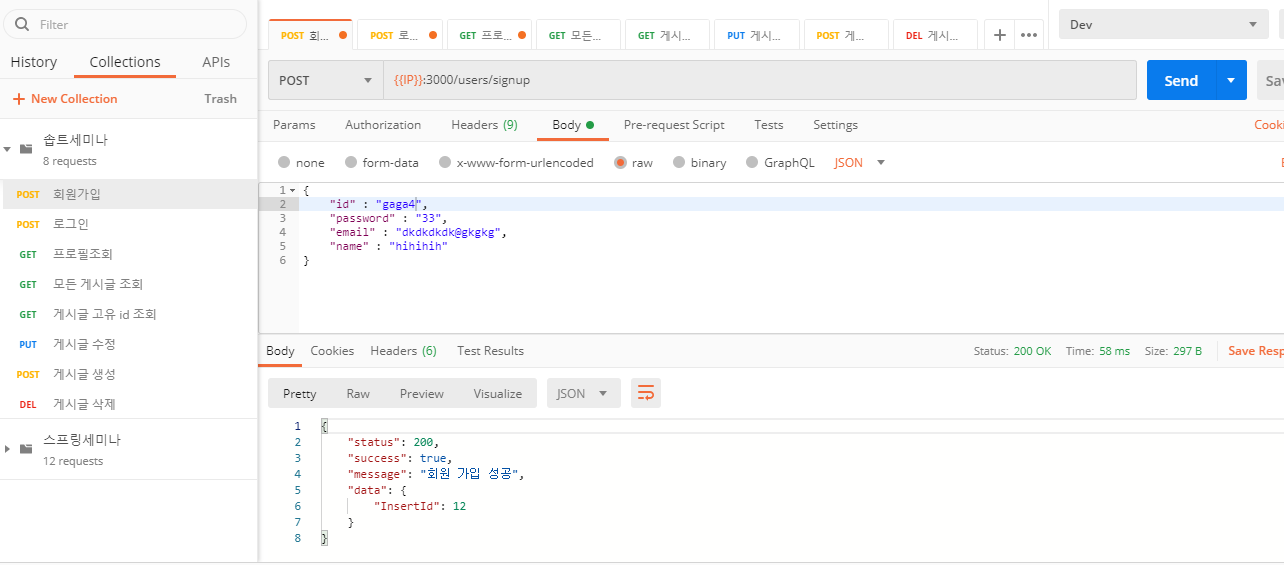 Filter
History Collections APIs
+ New Collection Trash
솝트세미나
8 requests
POST 회원가입
POST 로그인
GET 프로필조회
GET 모든 게시글 조회
GET 게시글 고유 id 조회
PUT 게시글 수정
POST 게시글 생성
DEL 게시글 삭제
스프링세미나
12 requests
POST 회... POST 로... GET 프로... GET 모든... GET 게시... PUT 게시... POST 게... DEL 게시... + ••• Dev
POST {{IP}}:3000/users/signup Send Sav
Params Authorization Headers (9) Body Pre-request Script Tests Settings Cooki
none form-data x-www-form-urlencoded raw binary GraphQL JSON
1 {
2 "id" : "gaga4",
3 "password" : "33",
4 "email" : "dkdkdkdk@gkgkg",
5 "name" : "hihihih"
6 }
Body Cookies Headers (6) Test Results Status: 200 OK Time: 58 ms Size: 297 B Save Resp
Pretty Raw Preview Visualize JSON
1 {
2 "status": 200,
3 "success": true,
4 "message": "회원 가입 성공",
5 "data": {
6 "InsertId": 12
7 }
8 }